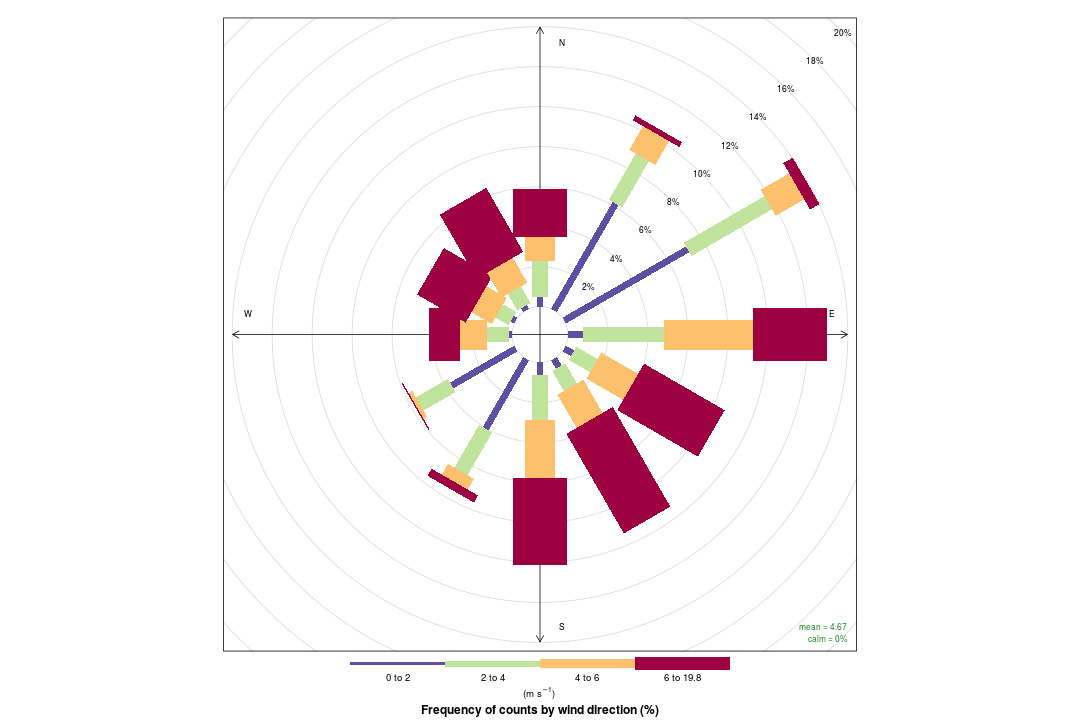 20%
N
18%
16%
14%
12%
10%
8%
6%
4%
2%
W
E
S
mean = 4.67
calm = 0%
0 to 2 2 to 4 4 to 6 6 to 19.8
(m s⁻¹)
Frequency of counts by wind direction (%)